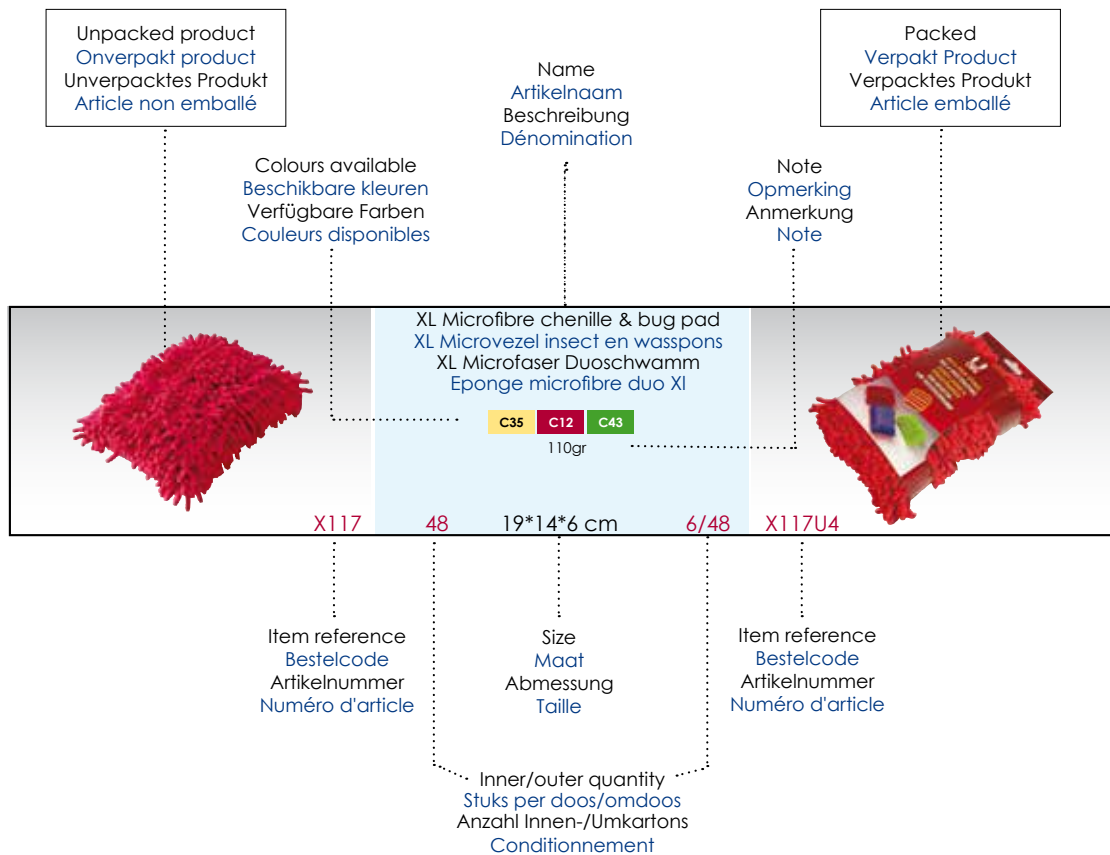 Unpacked product
Onverpakt product
Unverpacktes Produkt
Article non emballé
Name
Artikelnaam
Beschreibung
Dénomination
Packed
Verpakt Product
Verpacktes Produkt
Article emballé
Colours available
Beschikbare kleuren
Verfügbare Farben
Couleurs disponibles
Note
Opmerking
Anmerkung
Note
XL Microfibre chenille & bug pad
XL Microvezel insect en wasspons
XL Microfaser Duoschwamm
Eponge microfibre duo Xl
C35 C12 C43
110gr
X117 48 19*14*6 cm 6/48 X117U4
Item reference
Bestelcode
Artikelnummer
Numéro d'article
Size
Maat
Abmessung
Taille
Item reference
Bestelcode
Artikelnummer
Numéro d'article
Inner/outer quantity
Stuks per doos/omdoos
Anzahl Innen-/Umkartons
Conditionnement